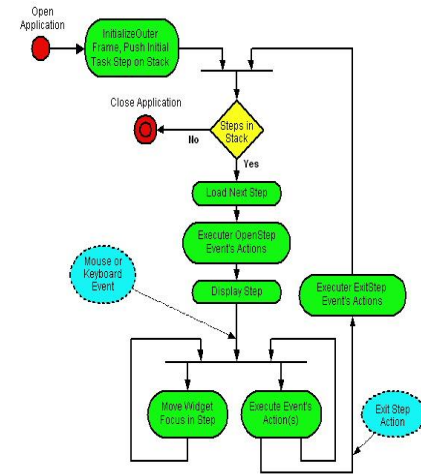 Open
Application
InitializeOuter
Frame, Push Initial
Task Step on Stack
Close Application
Steps in
Stack
No
Yes
Load Next Step
Executer OpenStep
Event's Actions
Mouse or
Keyboard
Event
Display Step
Executer ExitStep
Event's Actions
Move Widget
Focus in Step
Execute Event's
Action(s)
Exit Step
Action